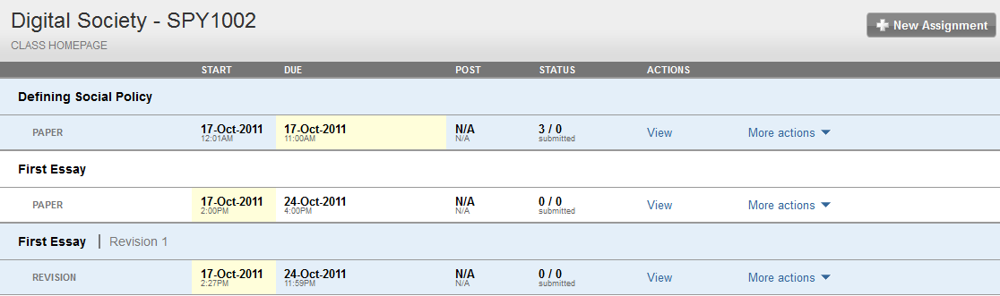 Digital Society - SPY1002
New Assignment
CLASS HOMEPAGE
START DUE POST STATUS ACTIONS
Defining Social Policy
PAPER 17-Oct-2011 17-Oct-2011 N/A 3 / 0 View More actions
12:01AM 11:00AM N/A submitted
First Essay
PAPER 17-Oct-2011 24-Oct-2011 N/A 0 / 0 View More actions
2:00PM 4:00PM N/A submitted
First Essay | Revision 1
REVISION 17-Oct-2011 24-Oct-2011 N/A 0 / 0 View More actions
2:27PM 11:59PM N/A submitted